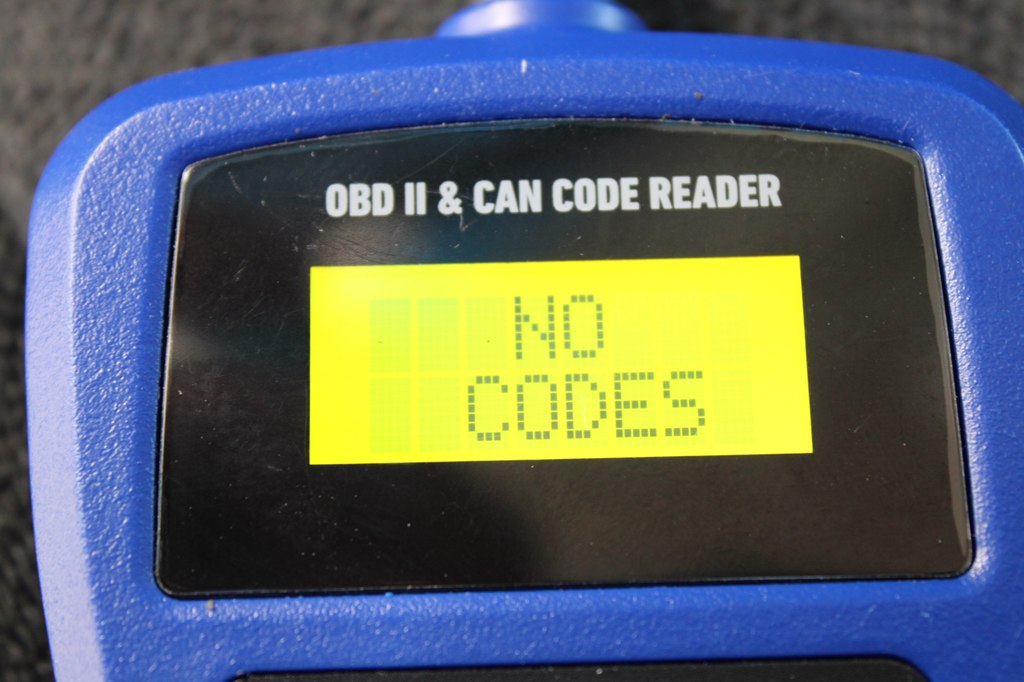 OBD II & CAN CODE READER
NO
CODES